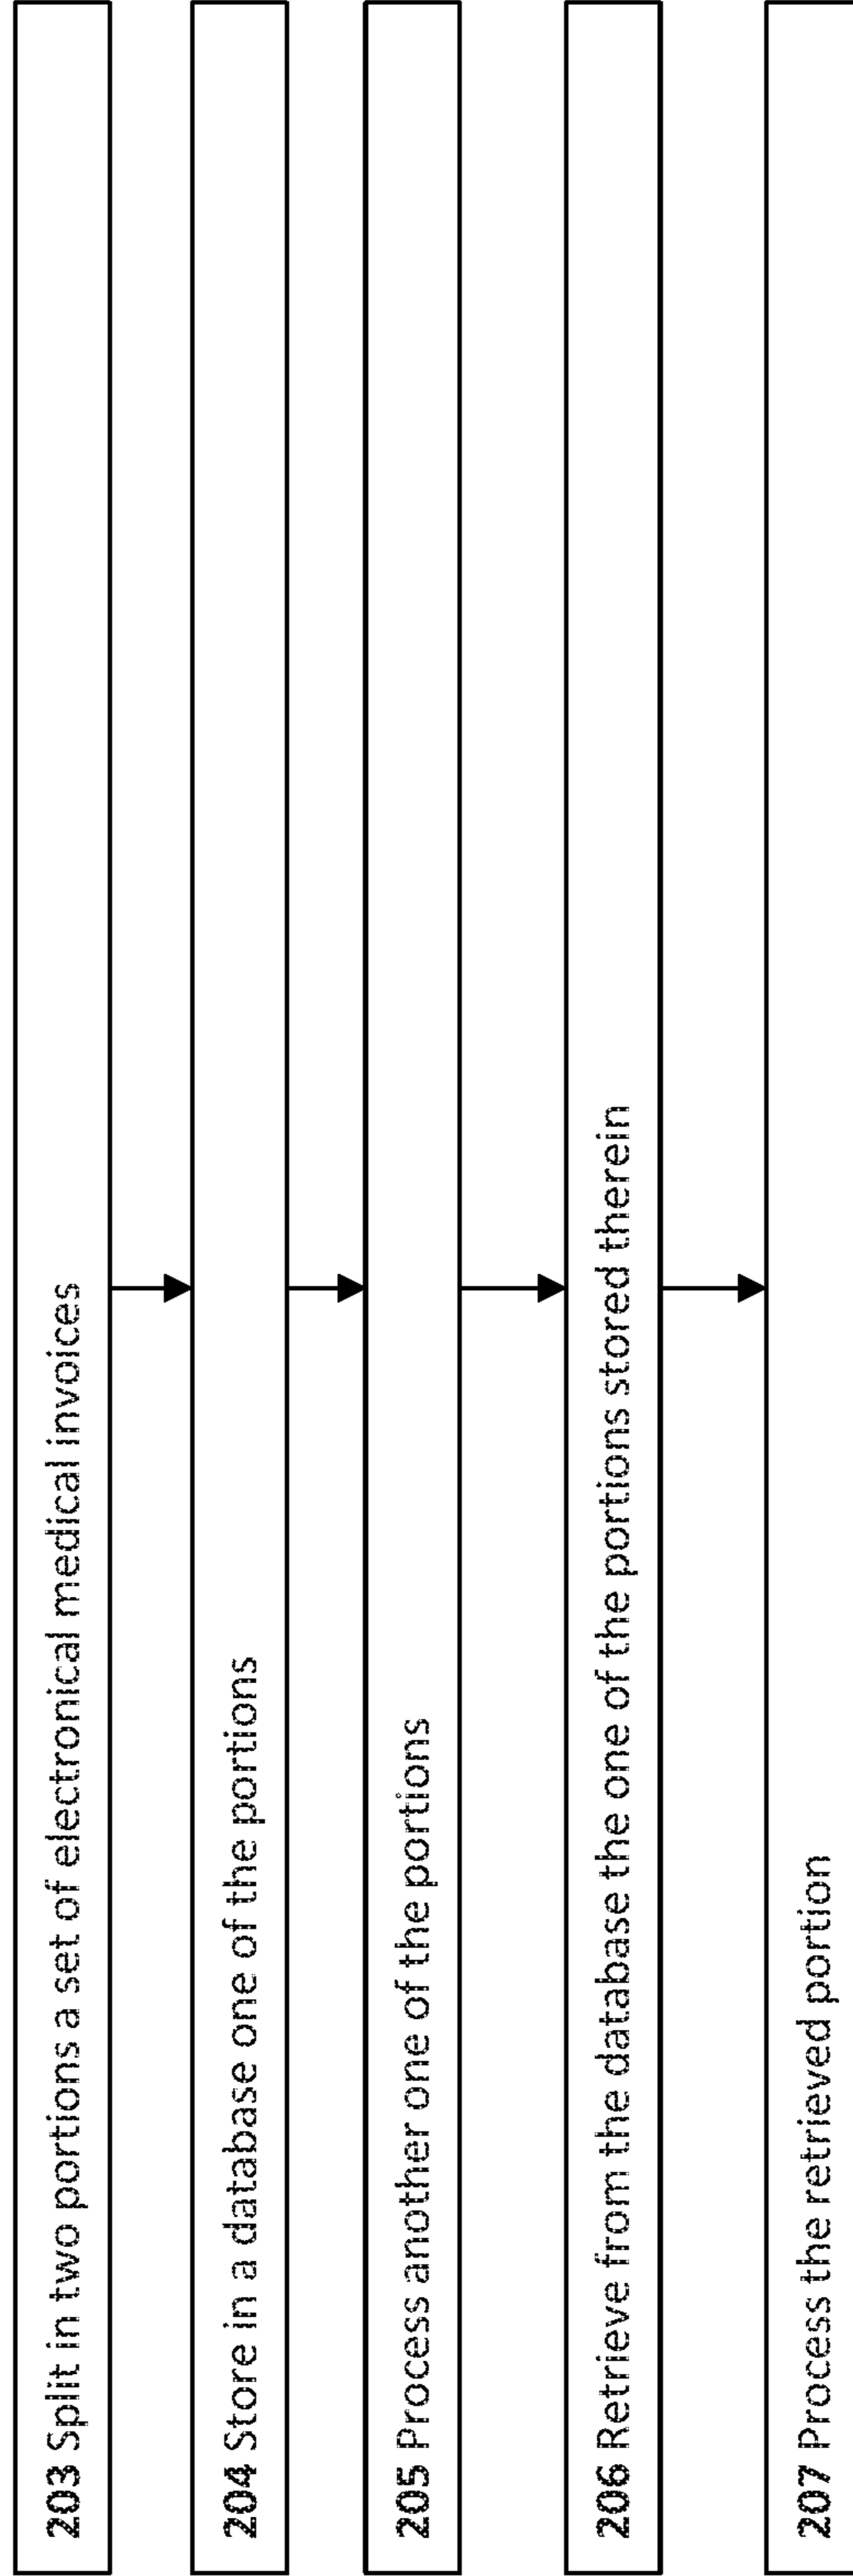 203 Split in two portions a set of electronical medical invoices
204 Store in a database one of the portions
205 Process another one of the portions
206 Retrieve from the database the one of the portions stored therein
207 Process the retrieved portion